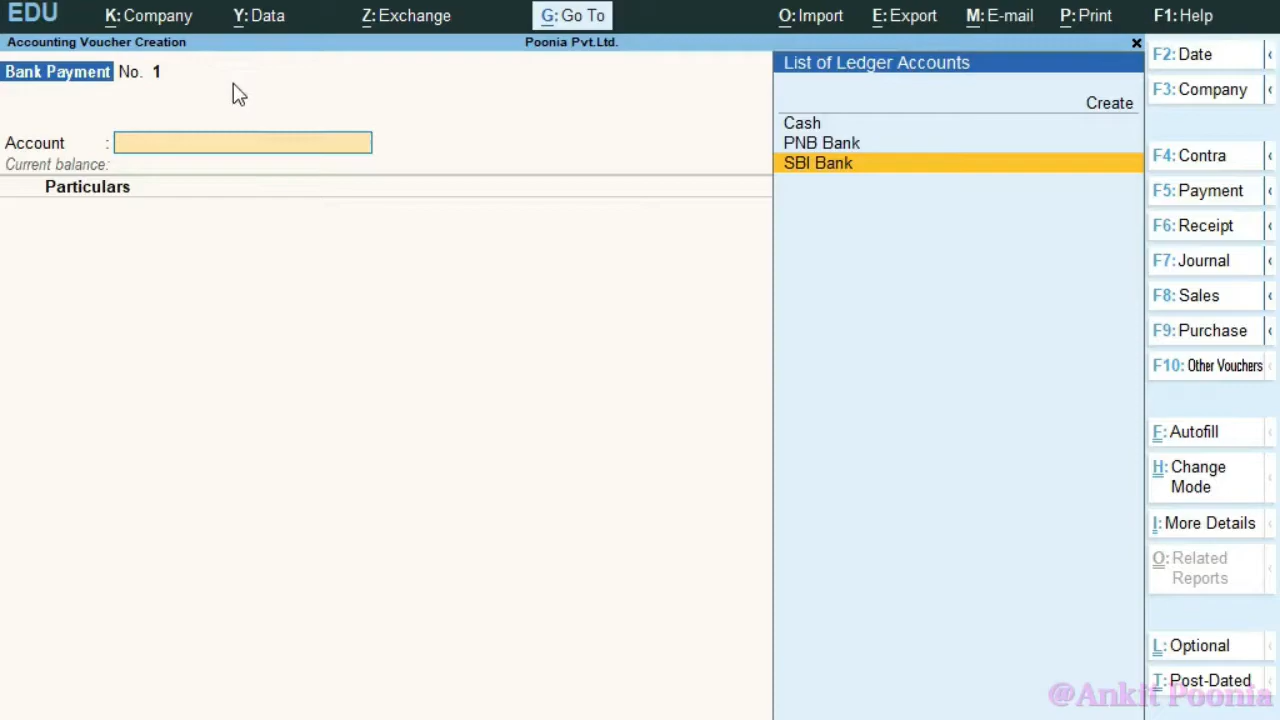 EDU K:Company Y:Data Z:Exchange G:Go To O:Import E:Export M:E-mail P:Print F1:Help
Accounting Voucher Creation Poonia Pvt.Ltd.
Bank Payment No. 1
Account :
Current balance:
Particulars
List of Ledger Accounts
Create
Cash
PNB Bank
SBI Bank
F2:Date
F3:Company
F4:Contra
F5:Payment
F6:Receipt
F7:Journal
F8:Sales
F9:Purchase
F10:Other Vouchers
F:Autofill
H:Change
Mode
I:More Details
O:Related
Reports
L:Optional
T:Post-Dated
@Ankit Poonia